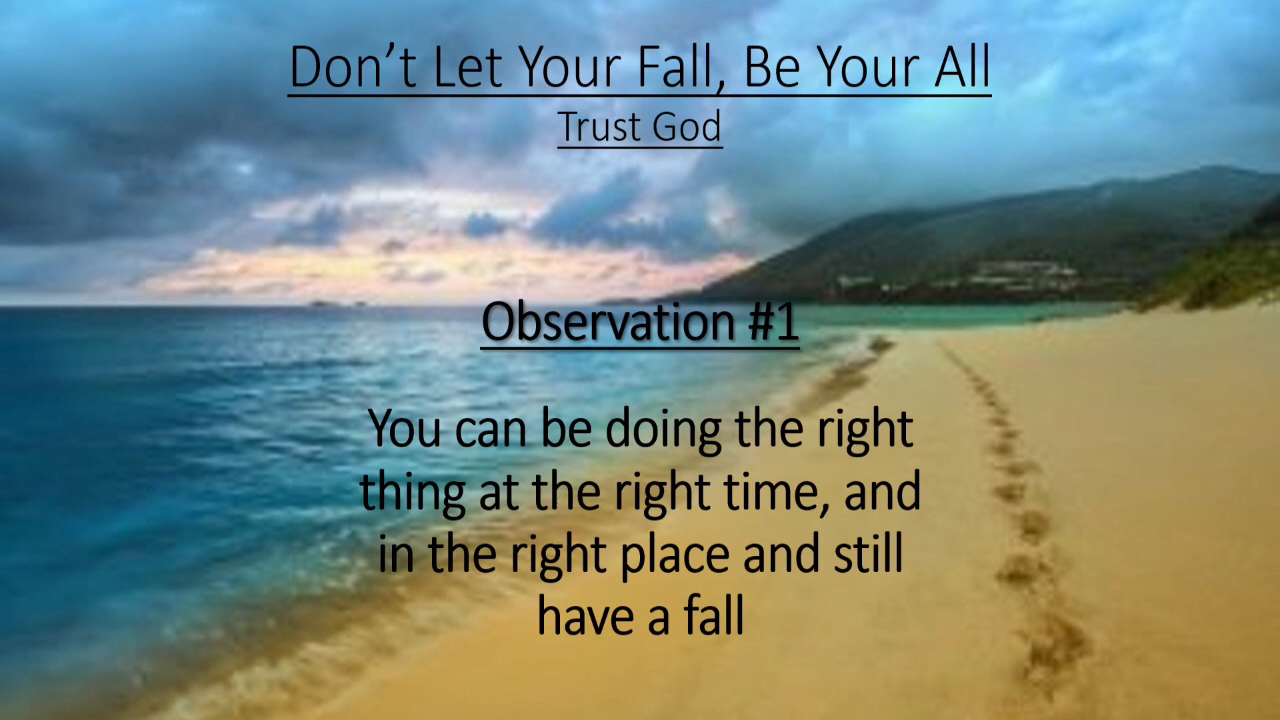 Don’t Let Your Fall, Be Your All
Trust God
Observation #1
You can be doing the right
thing at the right time, and
in the right place and still
have a fall